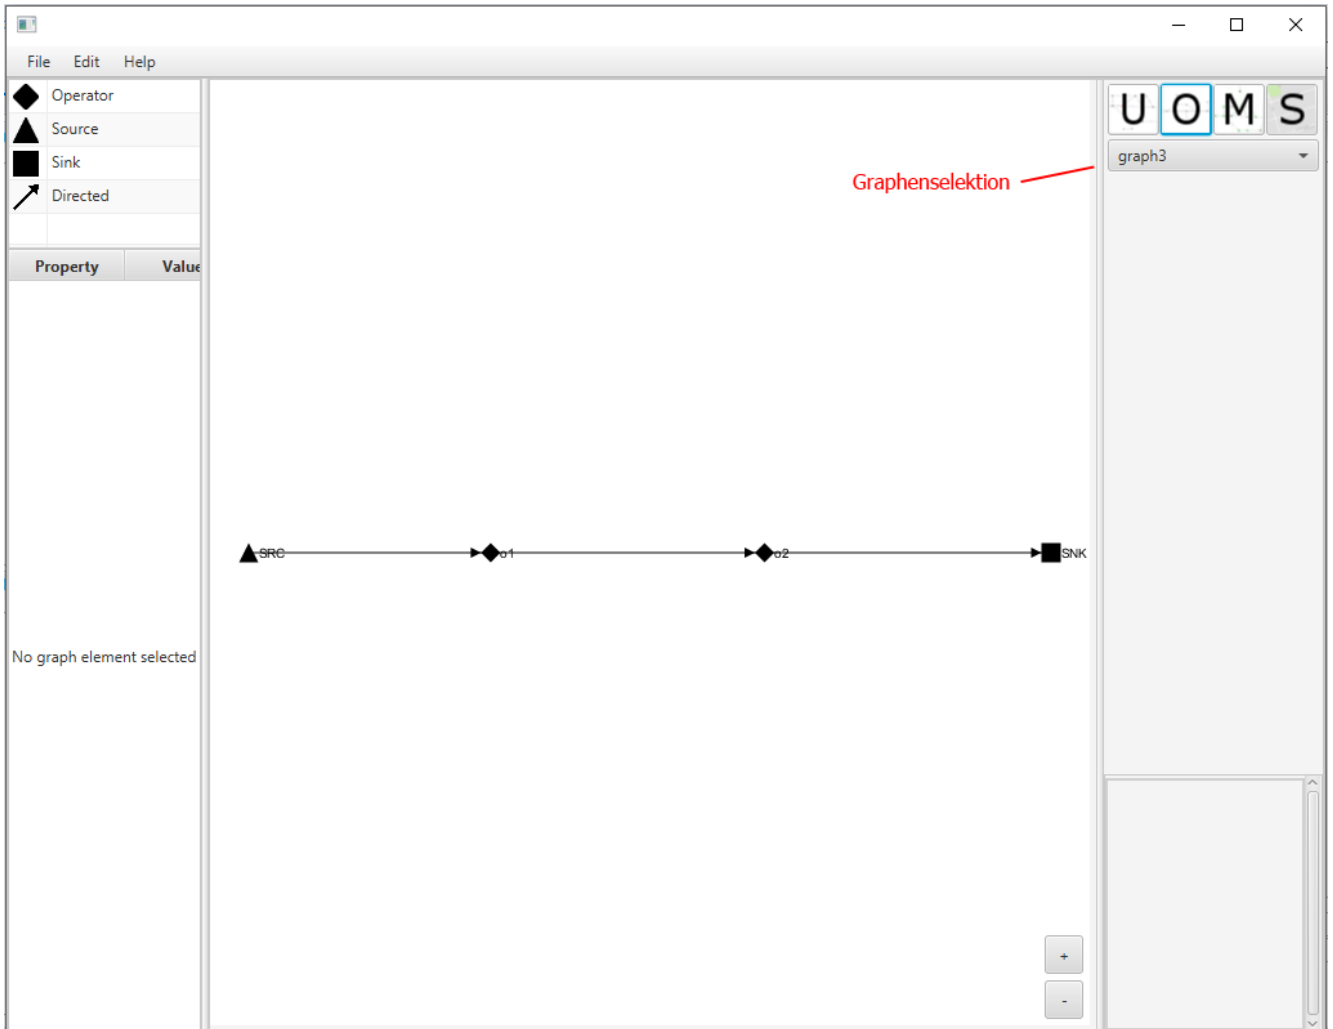 File Edit Help
Operator
Source
Sink
Directed
Property Value
No graph element selected
Graphenselektion
SRC o1 o2 SNK
+
-
U O M S
graph3